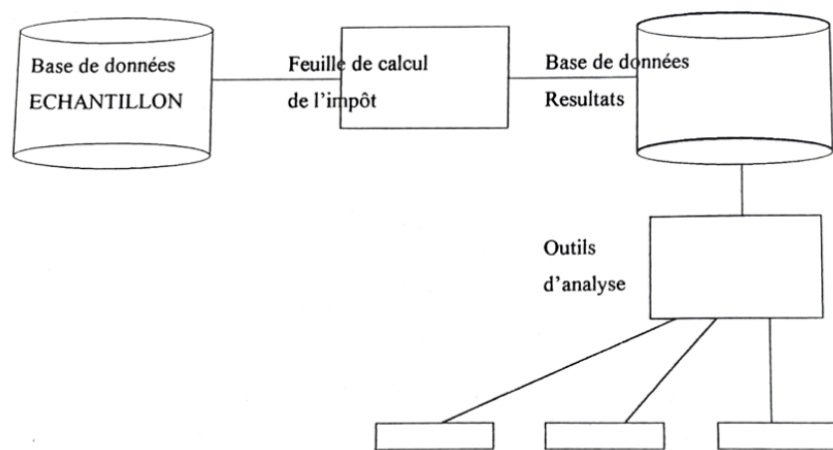 Base de données
ECHANTILLON
Feuille de calcul
de l'impôt
Base de données
Resultats
Outils
d'analyse